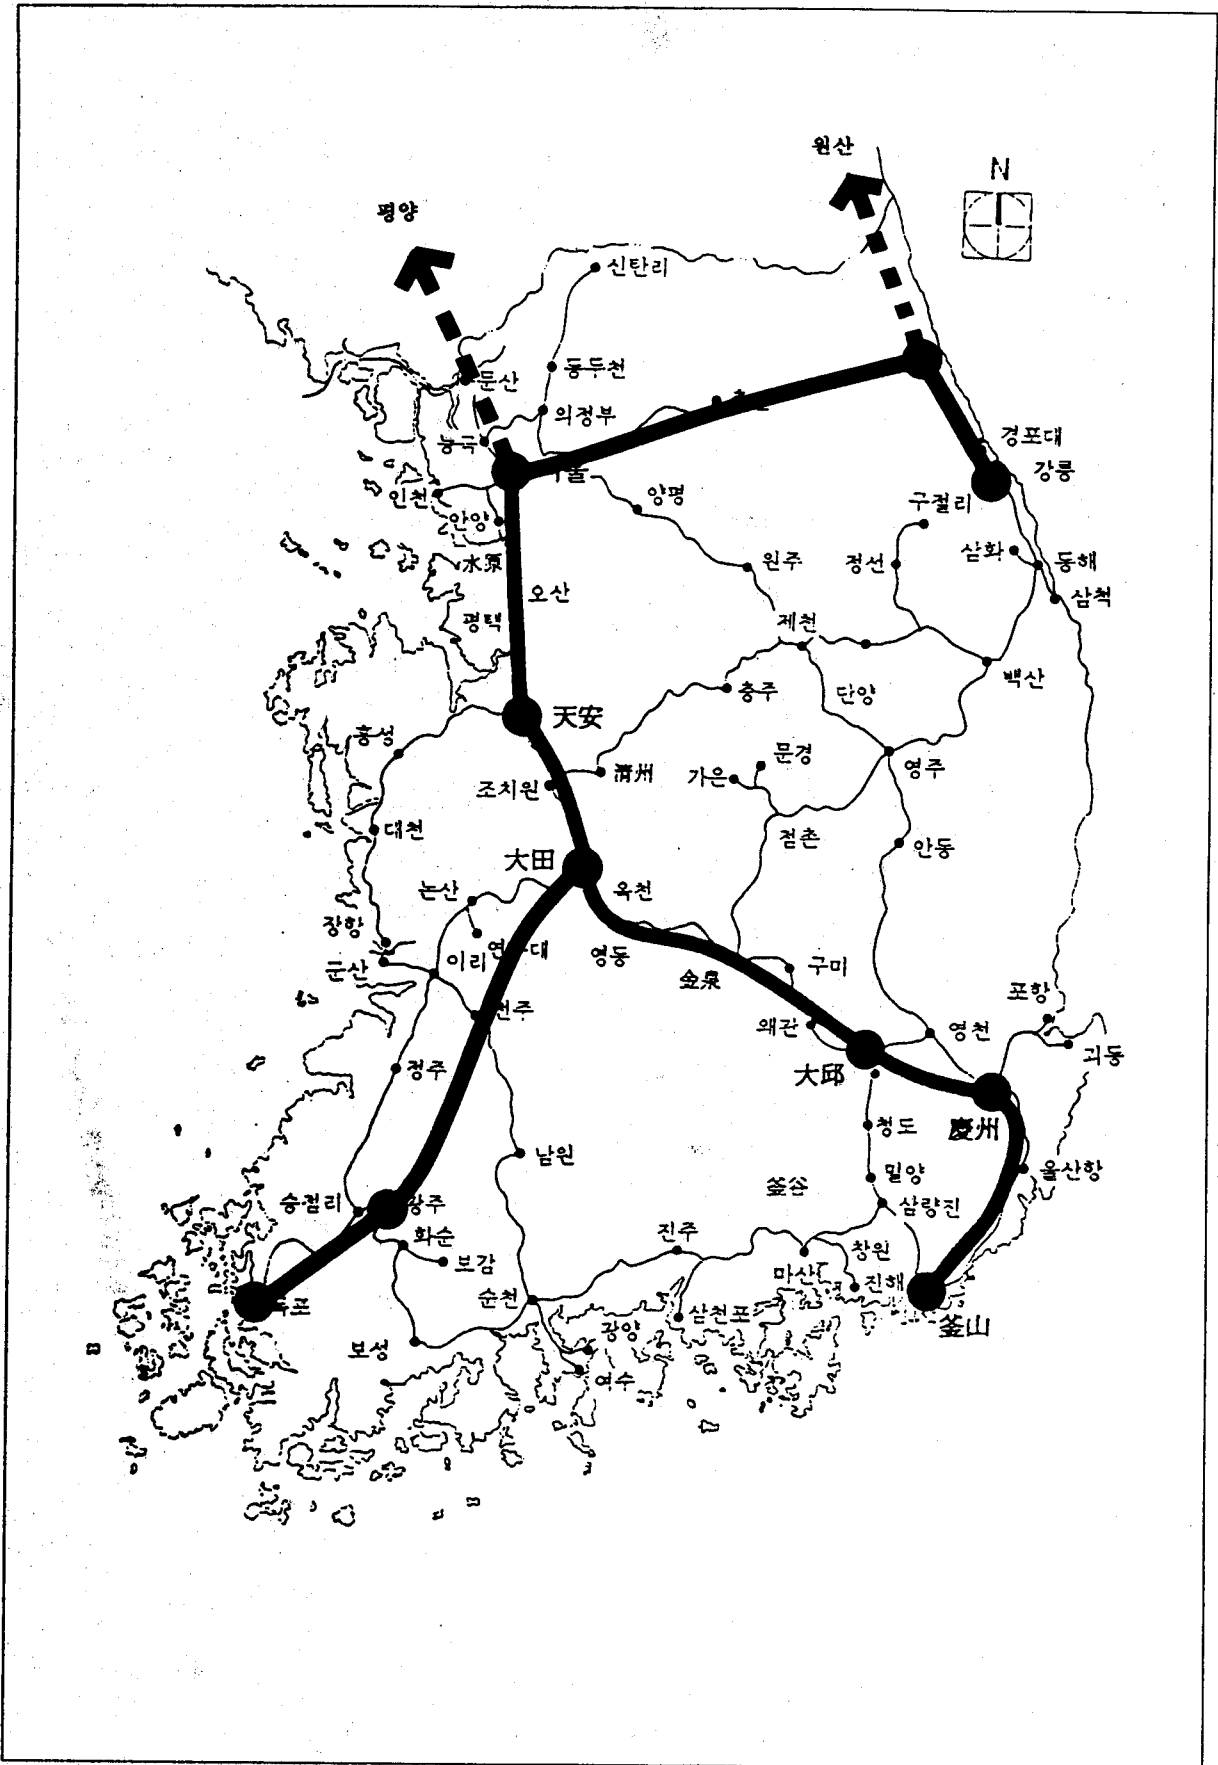 원산
N
평양
신탄리
동두천
문산
의정부
능곡
경포대
강릉
인천
양평
구절리
안양
水原
원주
정선
삼화
동해
오산
삼척
평택
제천
백산
충주
단양
天安
홍성
문경
清州
가은
영주
조치원
대천
점촌
안동
大田
옥천
논산
장항
이리
영동
군산
金泉
구미
포항
왜관
영천
괴동
정주
大邱
청도
慶州
남원
밀양
울산항
釜谷
송정리
삼량진
화순
진주
보감
창원
마산
진해
순천
삼천포
광양
釜山
보성
여수